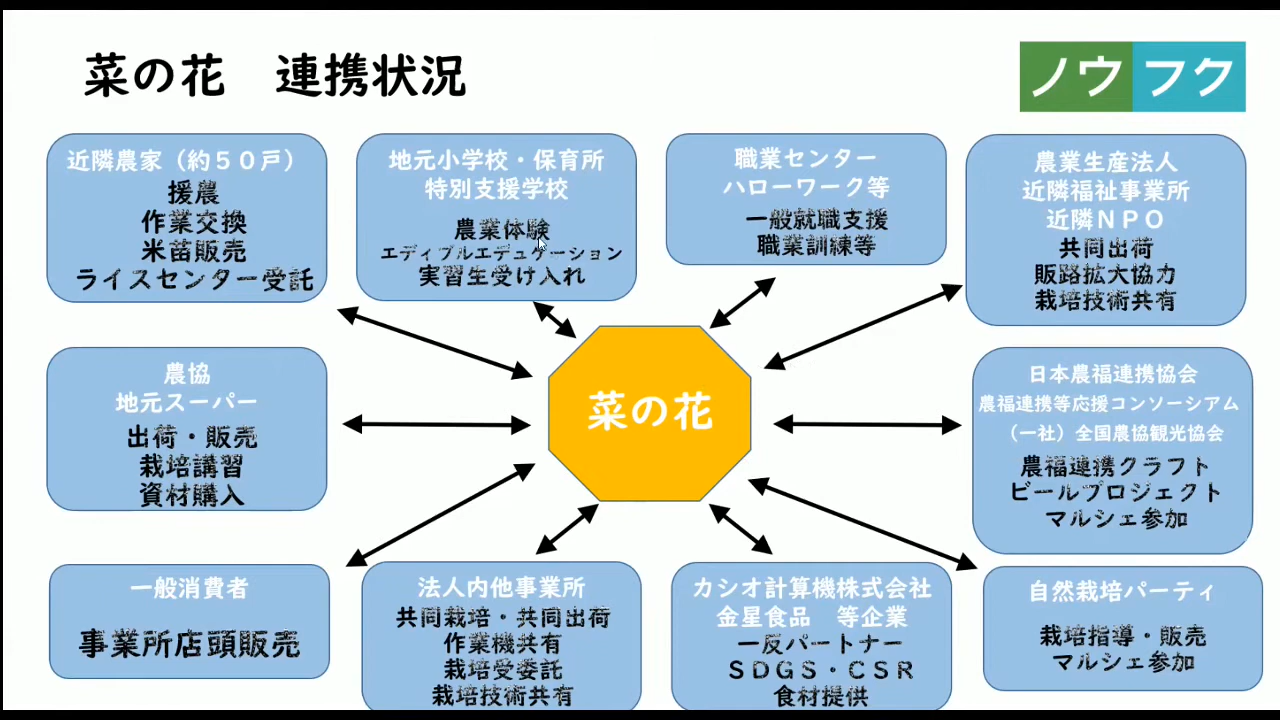 菜の花　連携状況
ノウフク
近隣農家（約５０戸）
援農
作業交換
米苗販売
ライスセンター受託
地元小学校・保育所
特別支援学校
農業体験
エディブルエデュケーション
実習生受け入れ
職業センター
ハローワーク等
一般就職支援
職業訓練等
農業生産法人
近隣福祉事業所
近隣ＮＰＯ
共同出荷
販路拡大協力
栽培技術共有
農協
地元スーパー
出荷・販売
栽培講習
資材購入
菜の花
日本農福連携協会
農福連携等応援コンソーシアム
（一社）全国農協観光協会
農福連携クラフト
ビールプロジェクト
マルシェ参加
一般消費者
事業所店頭販売
法人内他事業所
共同栽培・共同出荷
作業機共有
栽培受委託
栽培技術共有
カシオ計算機株式会社
金星食品　等企業
一反パートナー
ＳＤＧＳ・ＣＳＲ
食材提供
自然栽培パーティ
栽培指導・販売
マルシェ参加